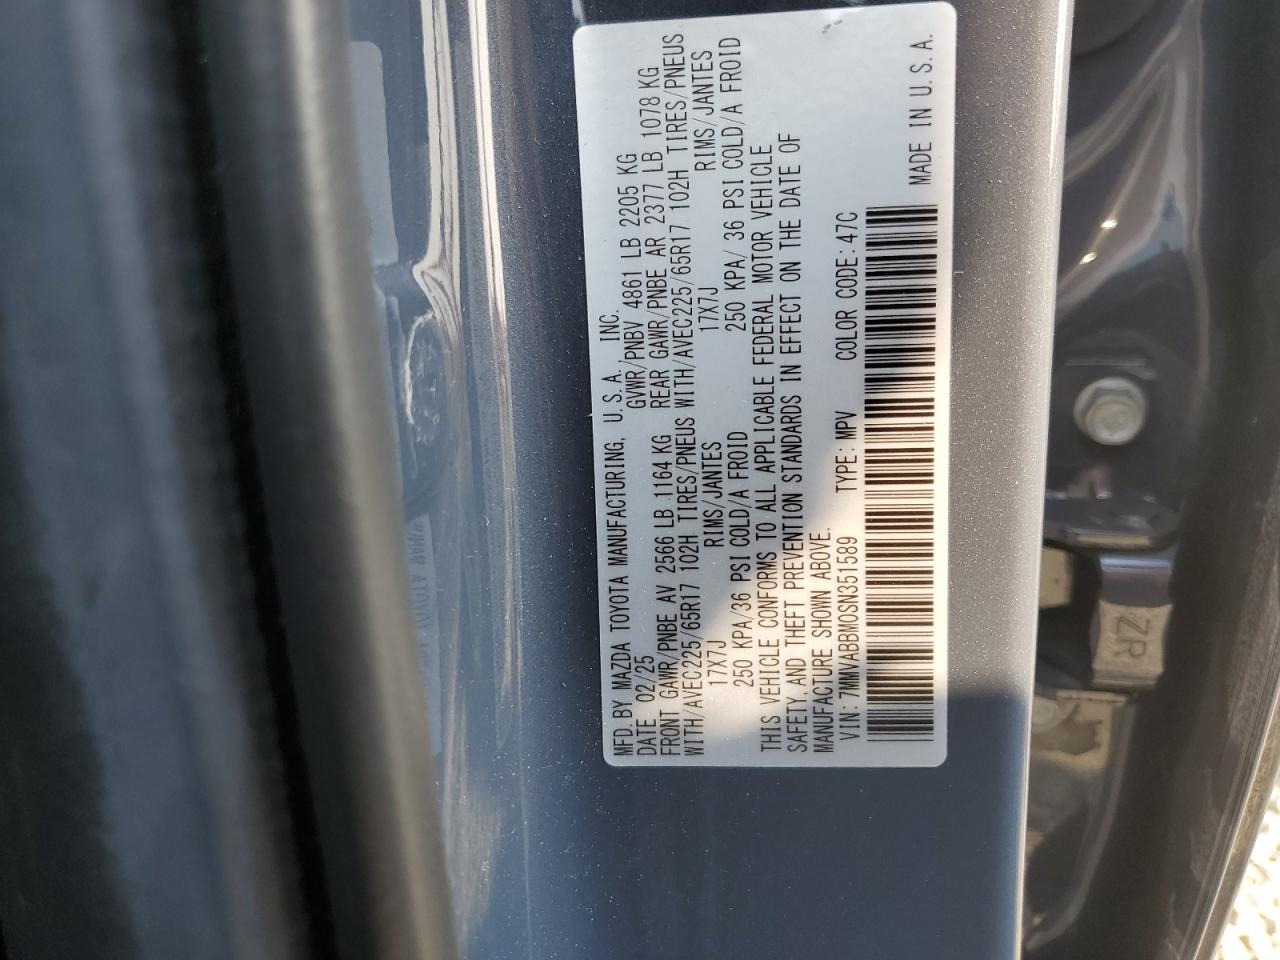 MFD. BY MAZDA TOYOTA MANUFACTURING, U.S.A., INC.
DATE 02/25 GVWR/PNBV 4861 LB 2205 KG
FRONT GAWR/PNBE AV 2566 LB 1164 KG REAR GAWR/PNBE AR 2377 LB 1078 KG
WITH/AVEC225/65R17 102H TIRES/PNEUS WITH/AVEC225/65R17 102H TIRES/PNEUS
17X7J RIMS/JANTES 17X7J RIMS/JANTES
250 KPA/36 PSI COLD/A FROID 250 KPA/ 36 PSI COLD/A FROID
THIS VEHICLE CONFORMS TO ALL APPLICABLE FEDERAL MOTOR VEHICLE
SAFETY, AND THEFT PREVENTION STANDARDS IN EFFECT ON THE DATE OF
MANUFACTURE SHOWN ABOVE.
VIN: 7MMVABBM0SN351589 TYPE: MPV COLOR CODE: 47C
MADE IN U.S.A.
ZR